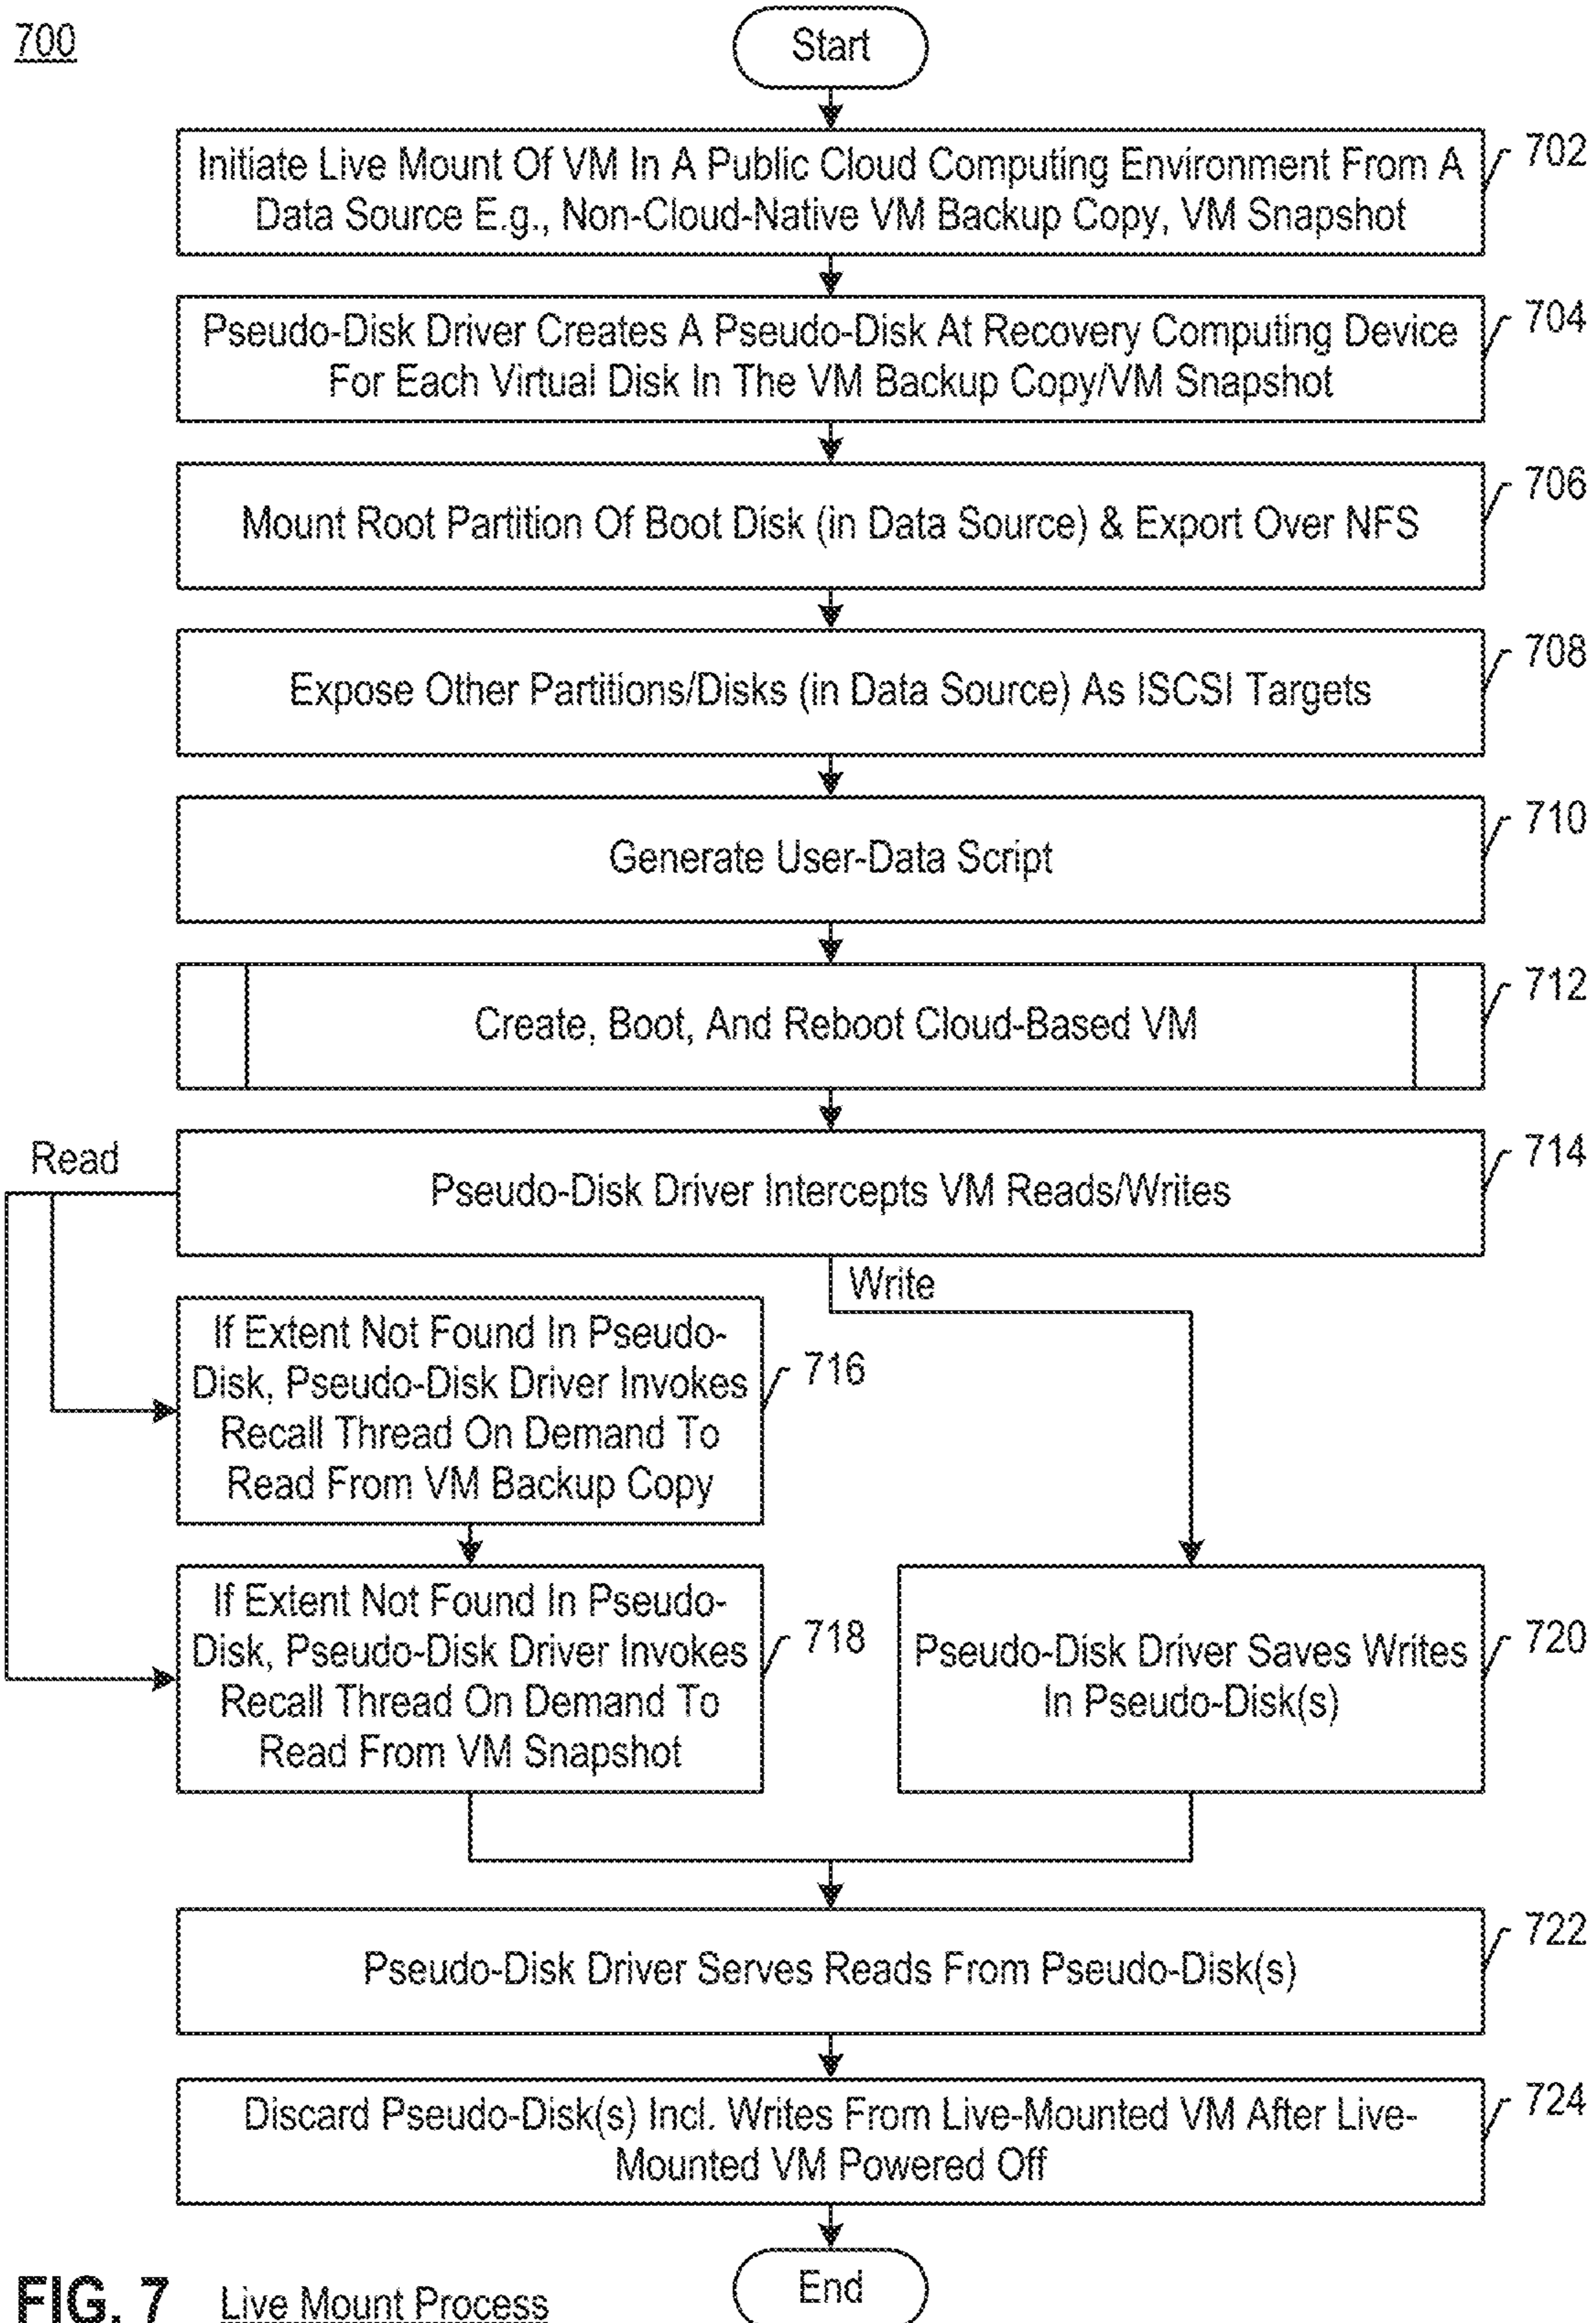 700
Start
Initiate Live Mount Of VM In A Public Cloud Computing Environment From A
Data Source E.g., Non-Cloud-Native VM Backup Copy, VM Snapshot
702
Pseudo-Disk Driver Creates A Pseudo-Disk At Recovery Computing Device
For Each Virtual Disk In The VM Backup Copy/VM Snapshot
704
Mount Root Partition Of Boot Disk (in Data Source) & Export Over NFS
706
Expose Other Partitions/Disks (in Data Source) As ISCSI Targets
708
Generate User-Data Script
710
Create, Boot, And Reboot Cloud-Based VM
712
Read
Pseudo-Disk Driver Intercepts VM Reads/Writes
714
Write
If Extent Not Found In Pseudo-
Disk, Pseudo-Disk Driver Invokes
Recall Thread On Demand To
Read From VM Backup Copy
716
If Extent Not Found In Pseudo-
Disk, Pseudo-Disk Driver Invokes
Recall Thread On Demand To
Read From VM Snapshot
718
Pseudo-Disk Driver Saves Writes
In Pseudo-Disk(s)
720
Pseudo-Disk Driver Serves Reads From Pseudo-Disk(s)
722
Discard Pseudo-Disk(s) Incl. Writes From Live-Mounted VM After Live-
Mounted VM Powered Off
724
End
FIG. 7 Live Mount Process